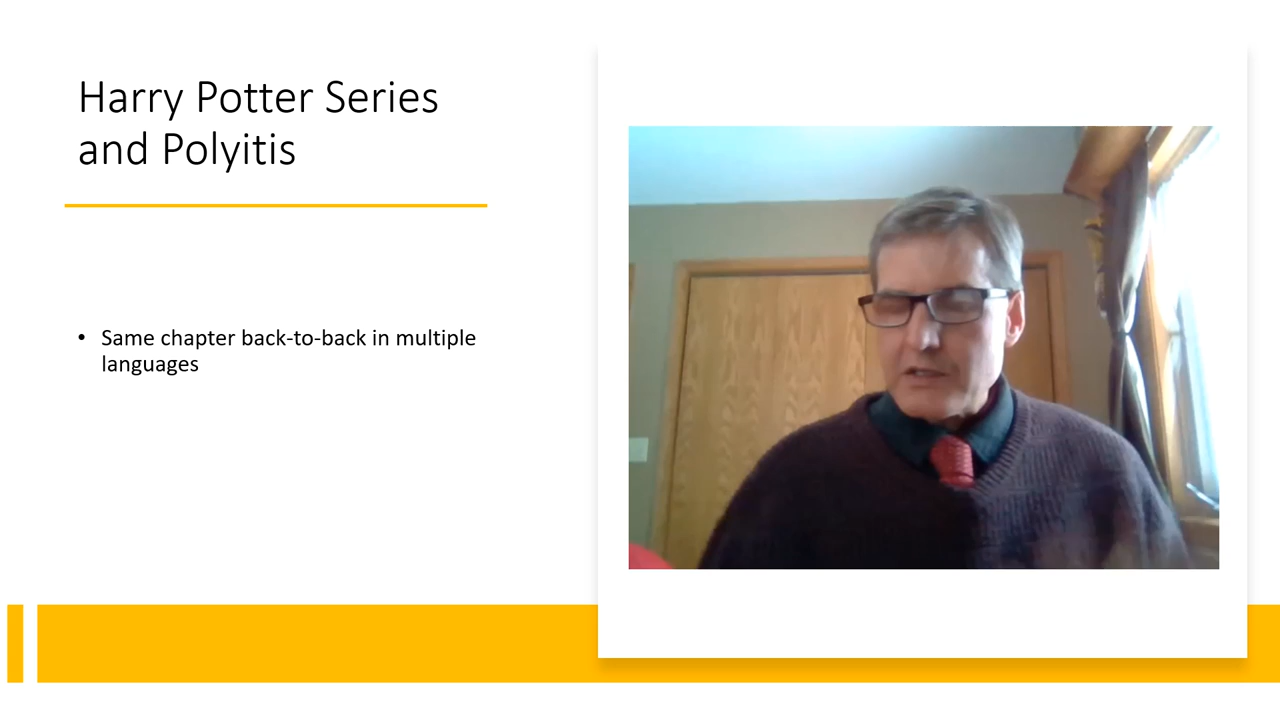 Harry Potter Series
and Polyitis
• Same chapter back-to-back in multiple
languages